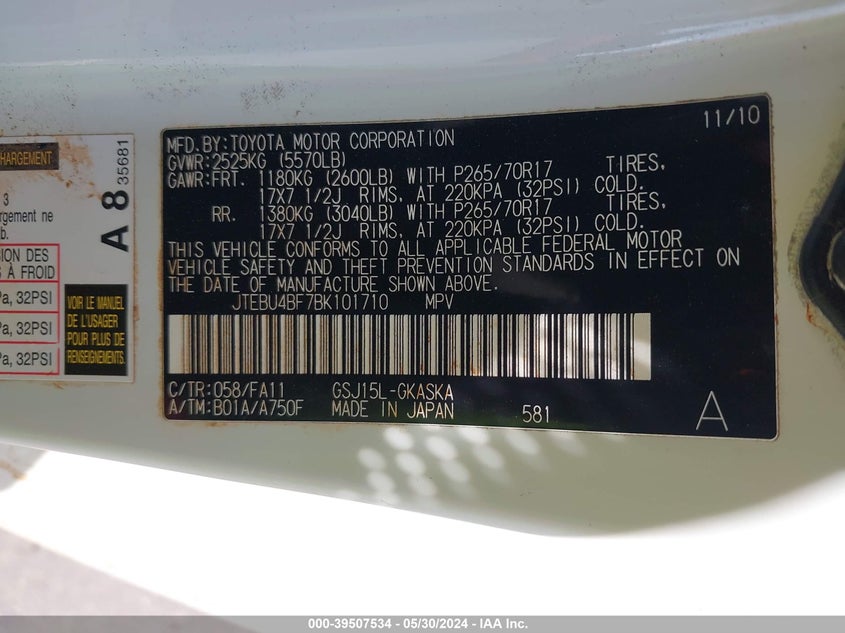 HARGEMENT
A 8 35681
3
rgement ne
b.
SION DES
S À FROID
Pa, 32PSI
Pa, 32PSI
Pa, 32PSI
VOIR LE MANUEL
DE L'USAGER
POUR PLUS DE
RENSEIGNEMENTS
11/10
MFD.BY:TOYOTA MOTOR CORPORATION
GVWR:2525KG (5570LB)
GAWR:FRT. 1180KG (2600LB) WITH P265/70R17 TIRES,
17X7 1/2J RIMS, AT 220KPA (32PSI) COLD.
RR. 1380KG (3040LB) WITH P265/70R17 TIRES,
17X7 1/2J RIMS, AT 220KPA (32PSI) COLD.
THIS VEHICLE CONFORMS TO ALL APPLICABLE FEDERAL MOTOR
VEHICLE SAFETY AND THEFT PREVENTION STANDARDS IN EFFECT ON
THE DATE OF MANUFACTURE SHOWN ABOVE.
JTEBU4BF7BK101710 MPV
C/TR:058/FA11 GSJ15L-GKASKA
A/TM:B01A/A750F MADE IN JAPAN 581
A
000-39507534 - 05/30/2024 - IAA Inc.